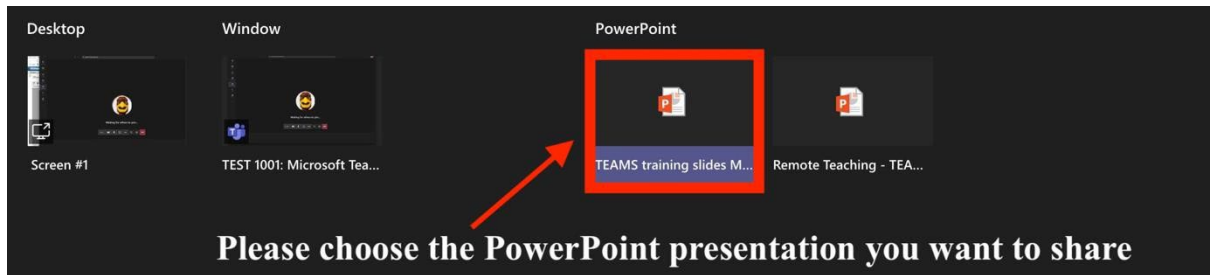 Desktop
Window
PowerPoint
Screen #1
TEST 1001: Microsoft Tea...
TEAMS training slides M...
Remote Teaching - TEA...
Please choose the PowerPoint presentation you want to share